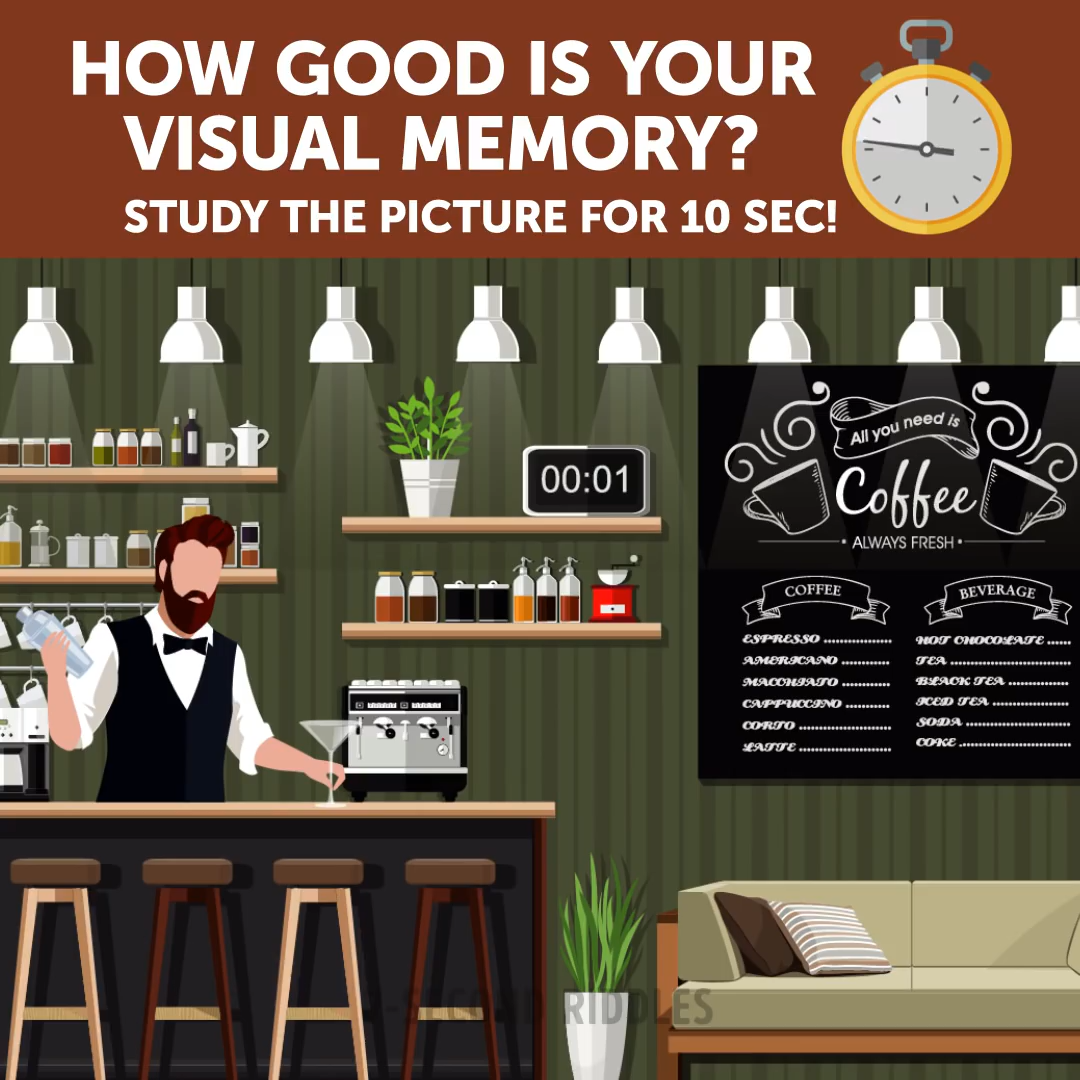 HOW GOOD IS YOUR
VISUAL MEMORY?
STUDY THE PICTURE FOR 10 SEC!
00:01
All you need is
Coffee
• ALWAYS FRESH •
COFFEE
ESPRESSO
AMERICANO
MACCHIATO
CAPPUCCINO
CORTO
LATTE
BEVERAGE
HOT CHOCOLATE
TEA
BLACK TEA
ICED TEA
SODA
COKE
-SECOND RIDDLES